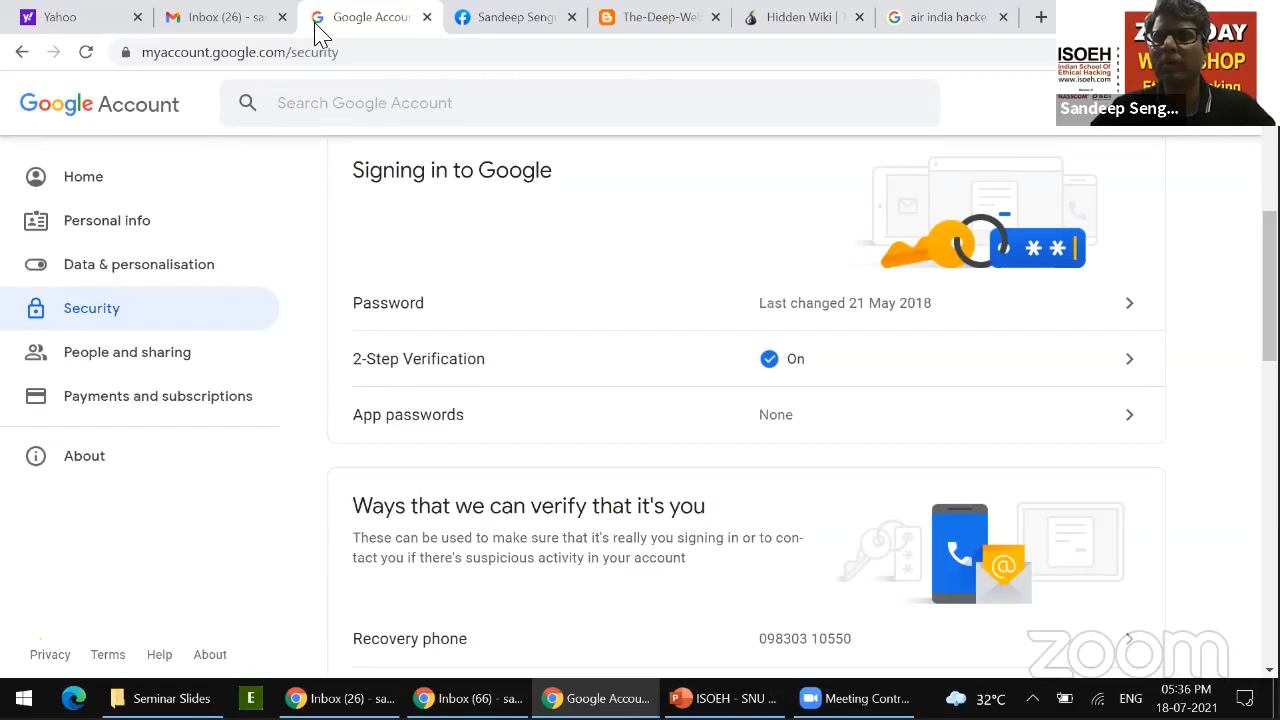 Yahoo
Inbox (26) - sa
Google Accour
Sandeep Seng
The-Deep-We
Hidden Wiki |
air india hacke
myaccount.google.com/security
ISOEH
Indian School Of
Ethical Hacking
www.isoeh.com
Sandeep Seng...
Google Account
Search Google Account
Home
Personal info
Data & personalisation
Security
People and sharing
Payments and subscriptions
About
Signing in to Google
**
Password
Last changed 21 May 2018
2-Step Verification
On
App passwords
None
Ways that we can verify that it's you
These can be used to make sure that it's really you signing in or to con-
tact you if there's suspicious activity in your account
@
Recovery phone
098303 10550
Privacy
Terms
Help
About
zoom
Seminar Slides
E
Inbox (26) - sa...
Inbox (66) - sa...
Google Accou...
ISOEH - SNU ...
Meeting Contr...
32°C
ENG
05:36 PM
18-07-2021